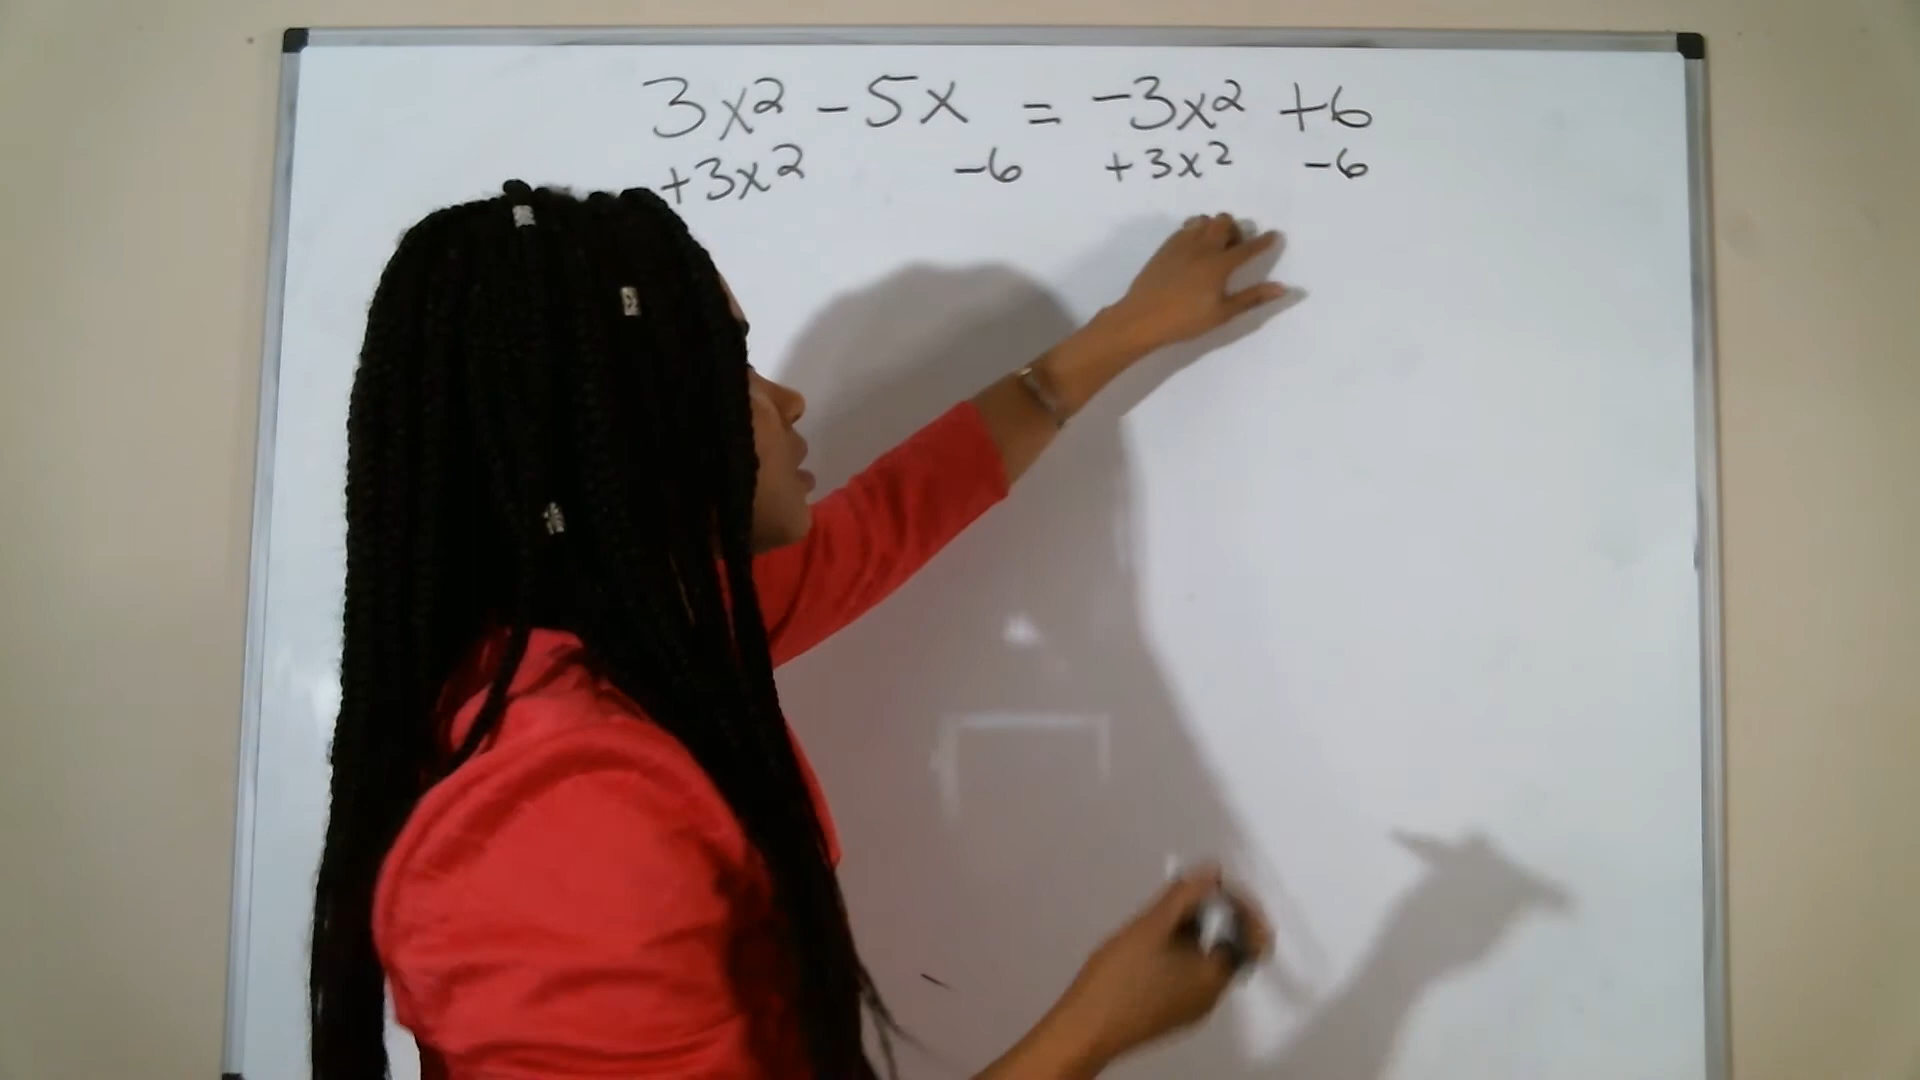 3x² - 5x = -3x² + 6
+3x² -6 +3x² -6